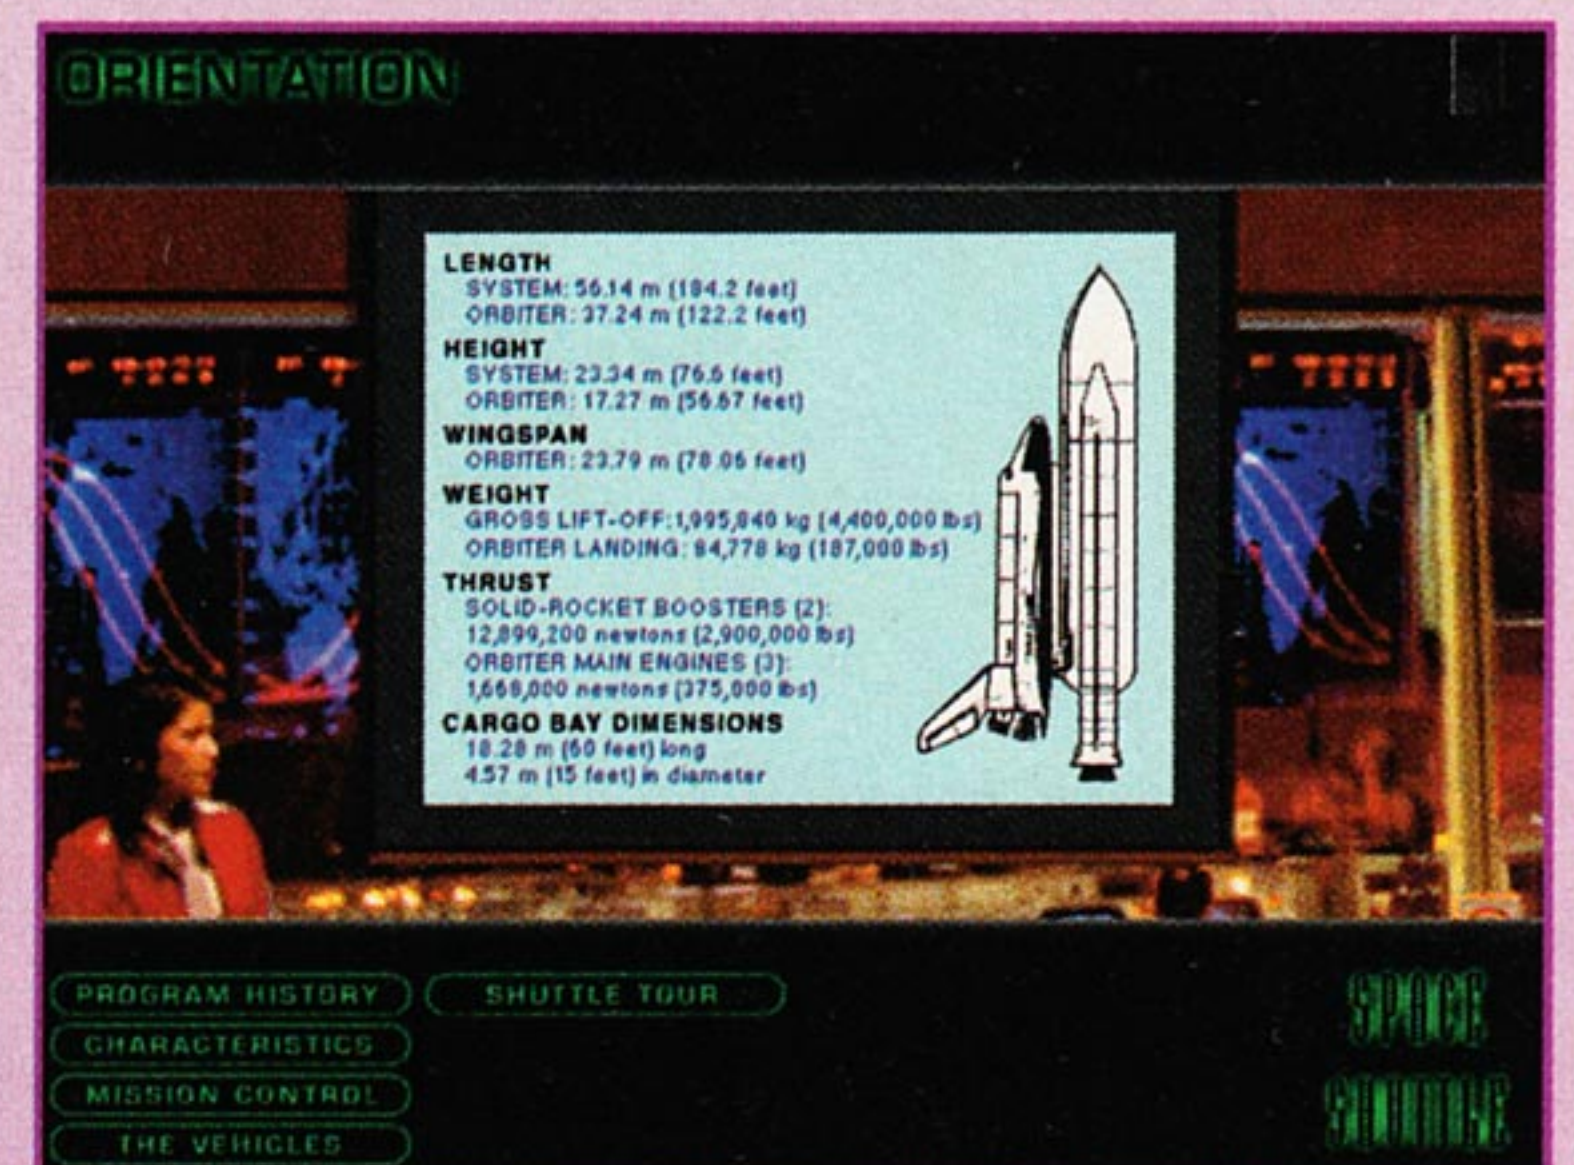 ORIENTATION
LENGTH
SYSTEM: 56.14 m (184.2 feet)
ORBITER: 37.24 m (122.2 feet)
HEIGHT
SYSTEM: 23.34 m (76.6 feet)
ORBITER: 17.27 m (56.67 feet)
WINGSPAN
ORBITER: 23.79 m (78.06 feet)
WEIGHT
GROSS LIFT-OFF: 1,995,840 kg (4,400,000 lbs)
ORBITER LANDING: 84,778 kg (187,000 lbs)
THRUST
SOLID-ROCKET BOOSTERS (2):
12,899,200 newtons (2,900,000 lbs)
ORBITER MAIN ENGINES (3):
1,668,000 newtons (375,000 lbs)
CARGO BAY DIMENSIONS
18.28 m (60 feet) long
4.57 m (15 feet) in diameter
PROGRAM HISTORY
SHUTTLE TOUR
CHARACTERISTICS
MISSION CONTROL
THE VEHICLES
SPACE
SHUTTLE